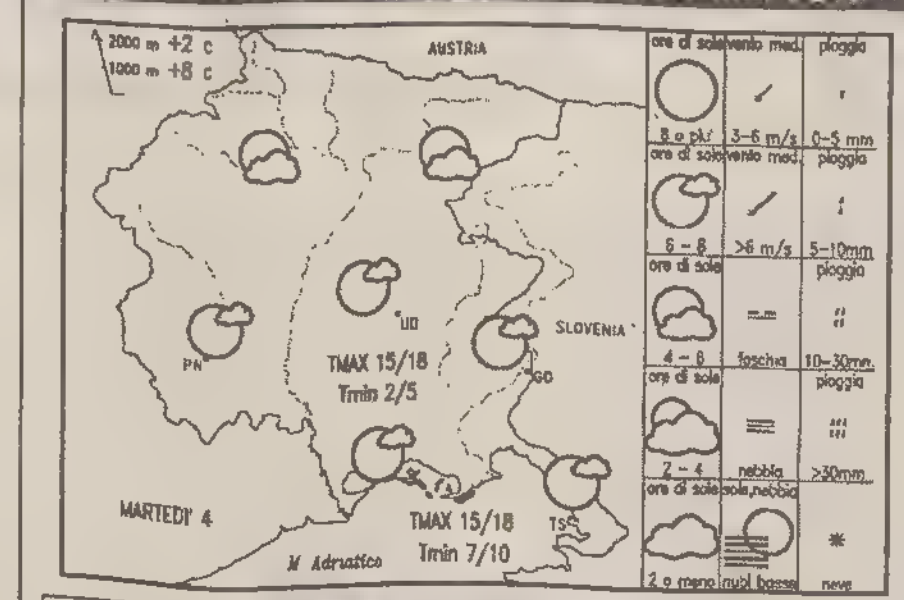 2000 m +2 c
1000 m +8 c
AUSTRIA
UD
PN
SLOVENIA
GO
TMAX 15/18
Tmin 2/5
MARTEDI' 4
TS
TMAX 15/18
Tmin 7/10
M Adriatico
ore di sole vento med. pioggia
8 o piu' 3-6 m/s 0-5 mm
ore di sole vento med. pioggia
6 - 8 >6 m/s 5-10mm
ore di sole pioggia
4 - 6 foschia 10-30mm
ore di sole pioggia
2 - 4 nebbia >30mm
ore di sole sole,nebbia
2 o meno nubi basse neve